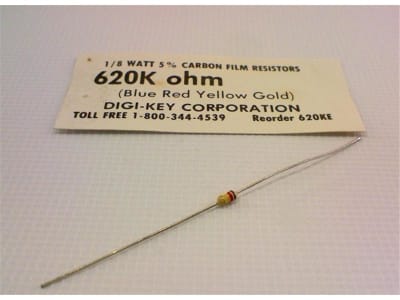 1/8 WATT 5% CARBON FILM RESISTORS
620K ohm
(Blue Red Yellow Gold)
DIGI-KEY CORPORATION
TOLL FREE 1-800-344-4539 Reorder 620KE